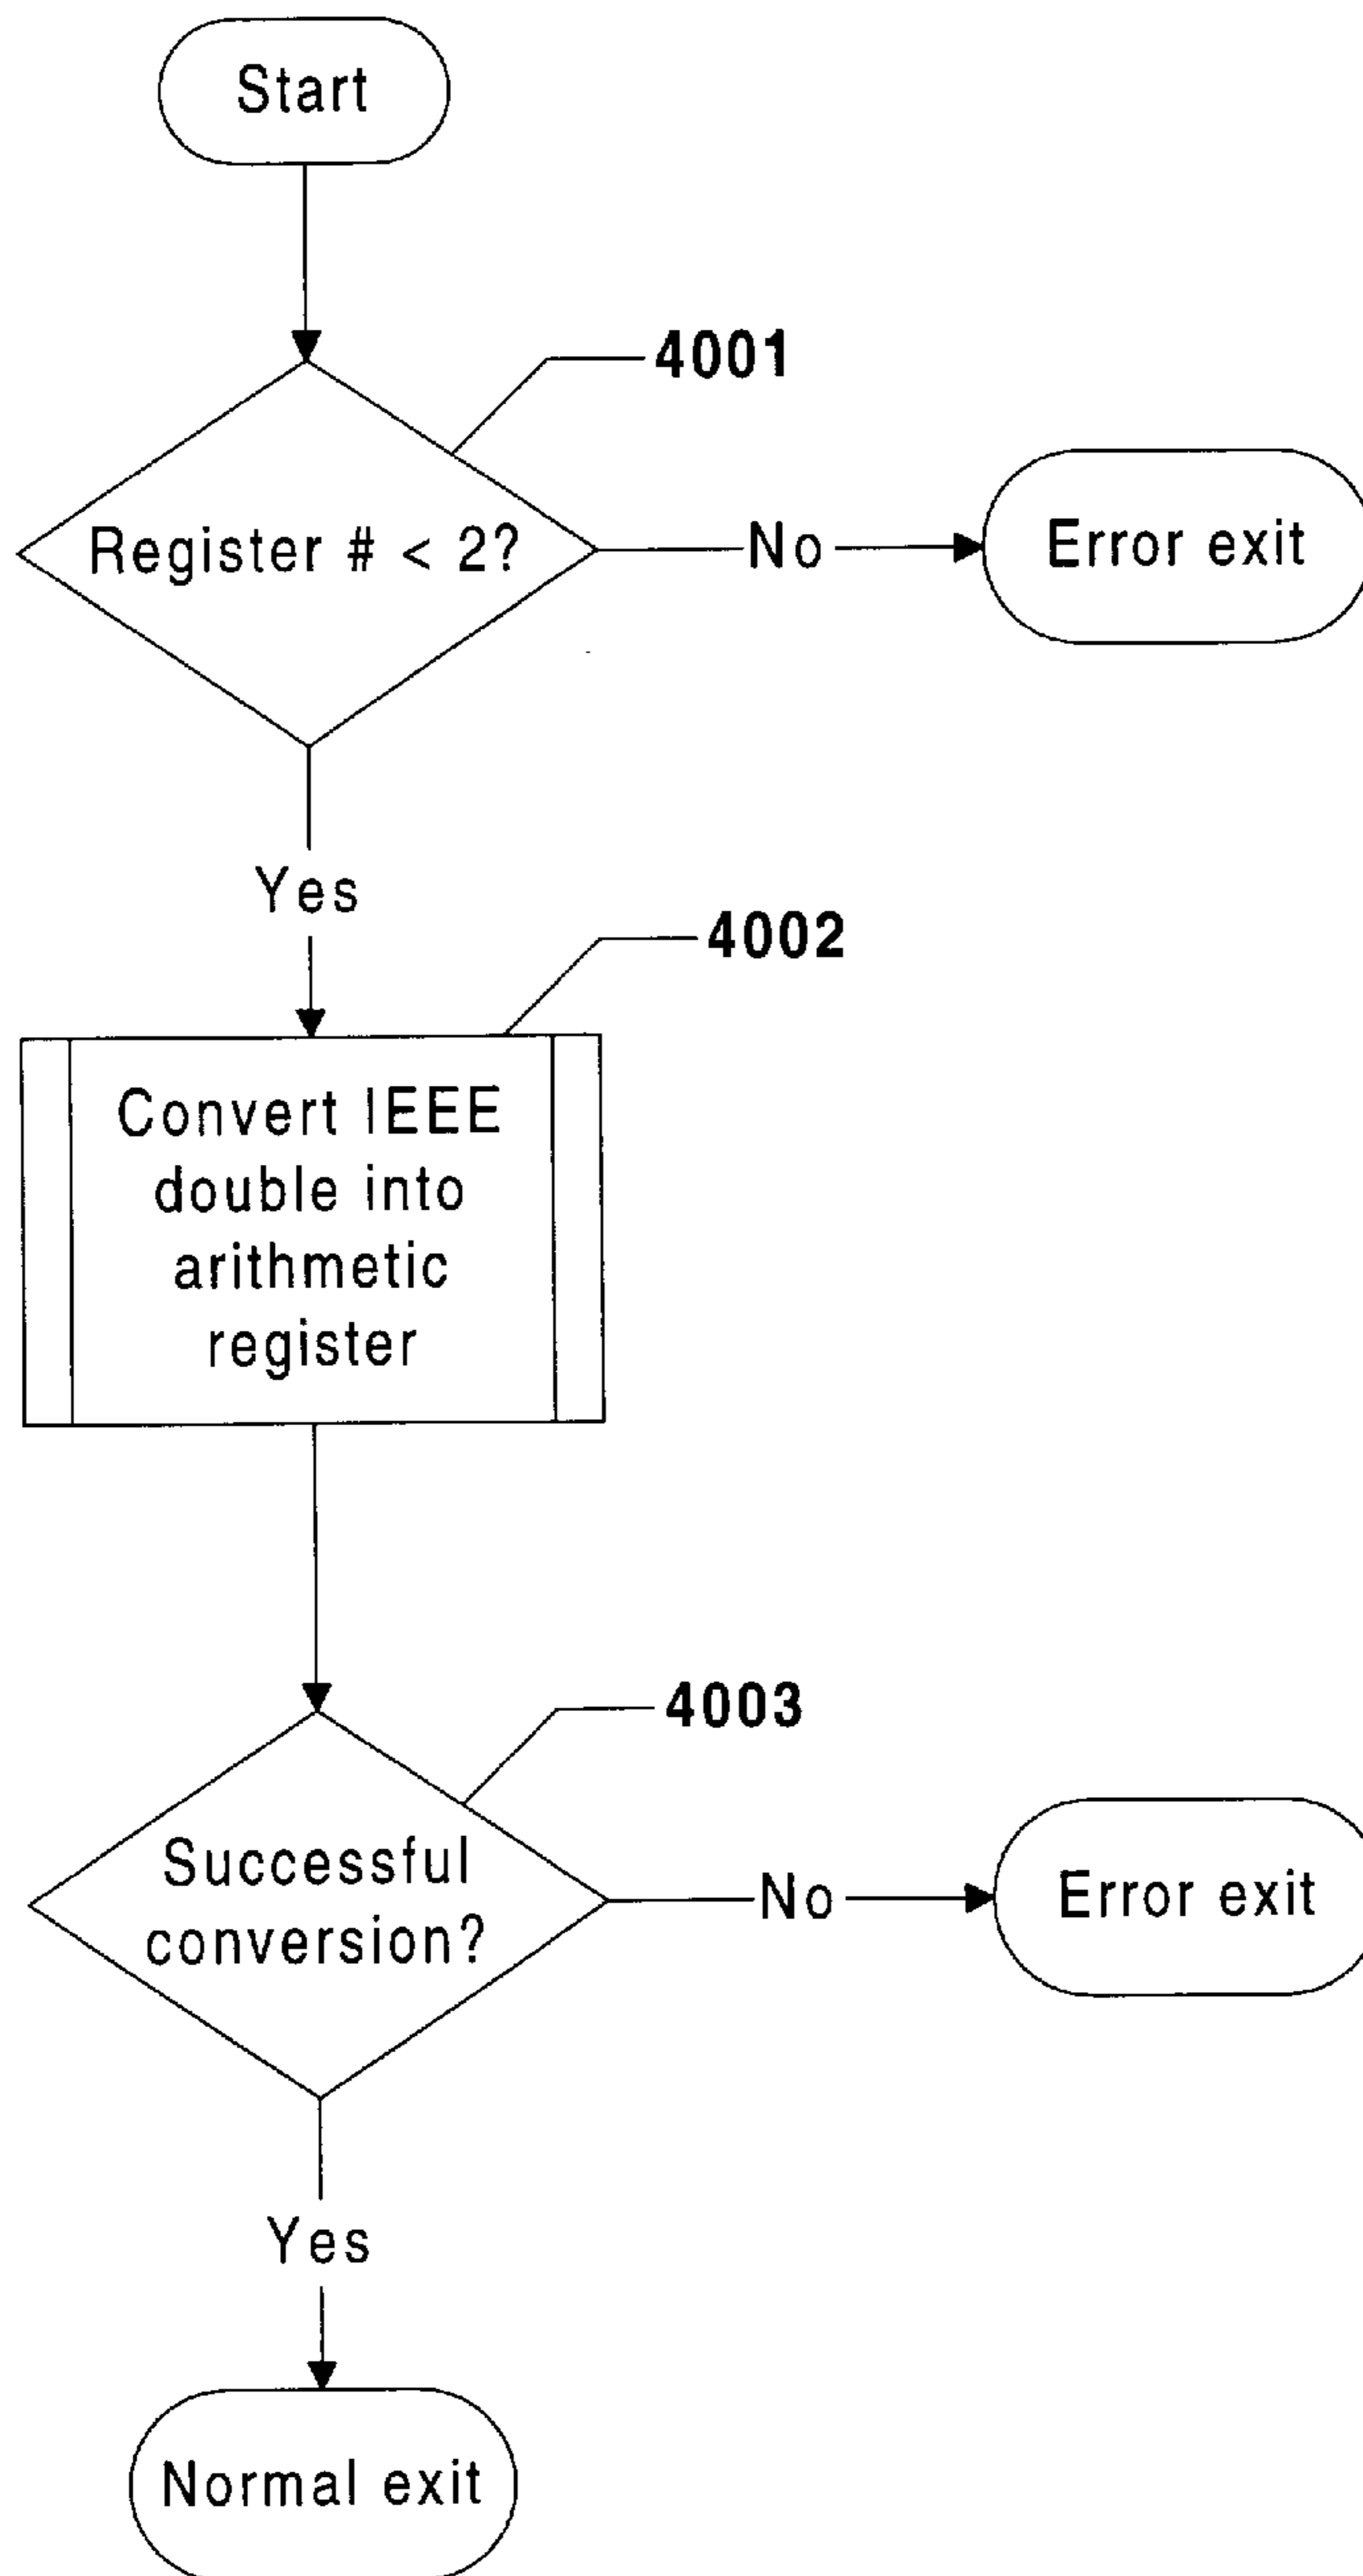 Start
4001
Register # < 2?
No
Error exit
Yes
4002
Convert IEEE
double into
arithmetic
register
4003
Successful
conversion?
No
Error exit
Yes
Normal exit